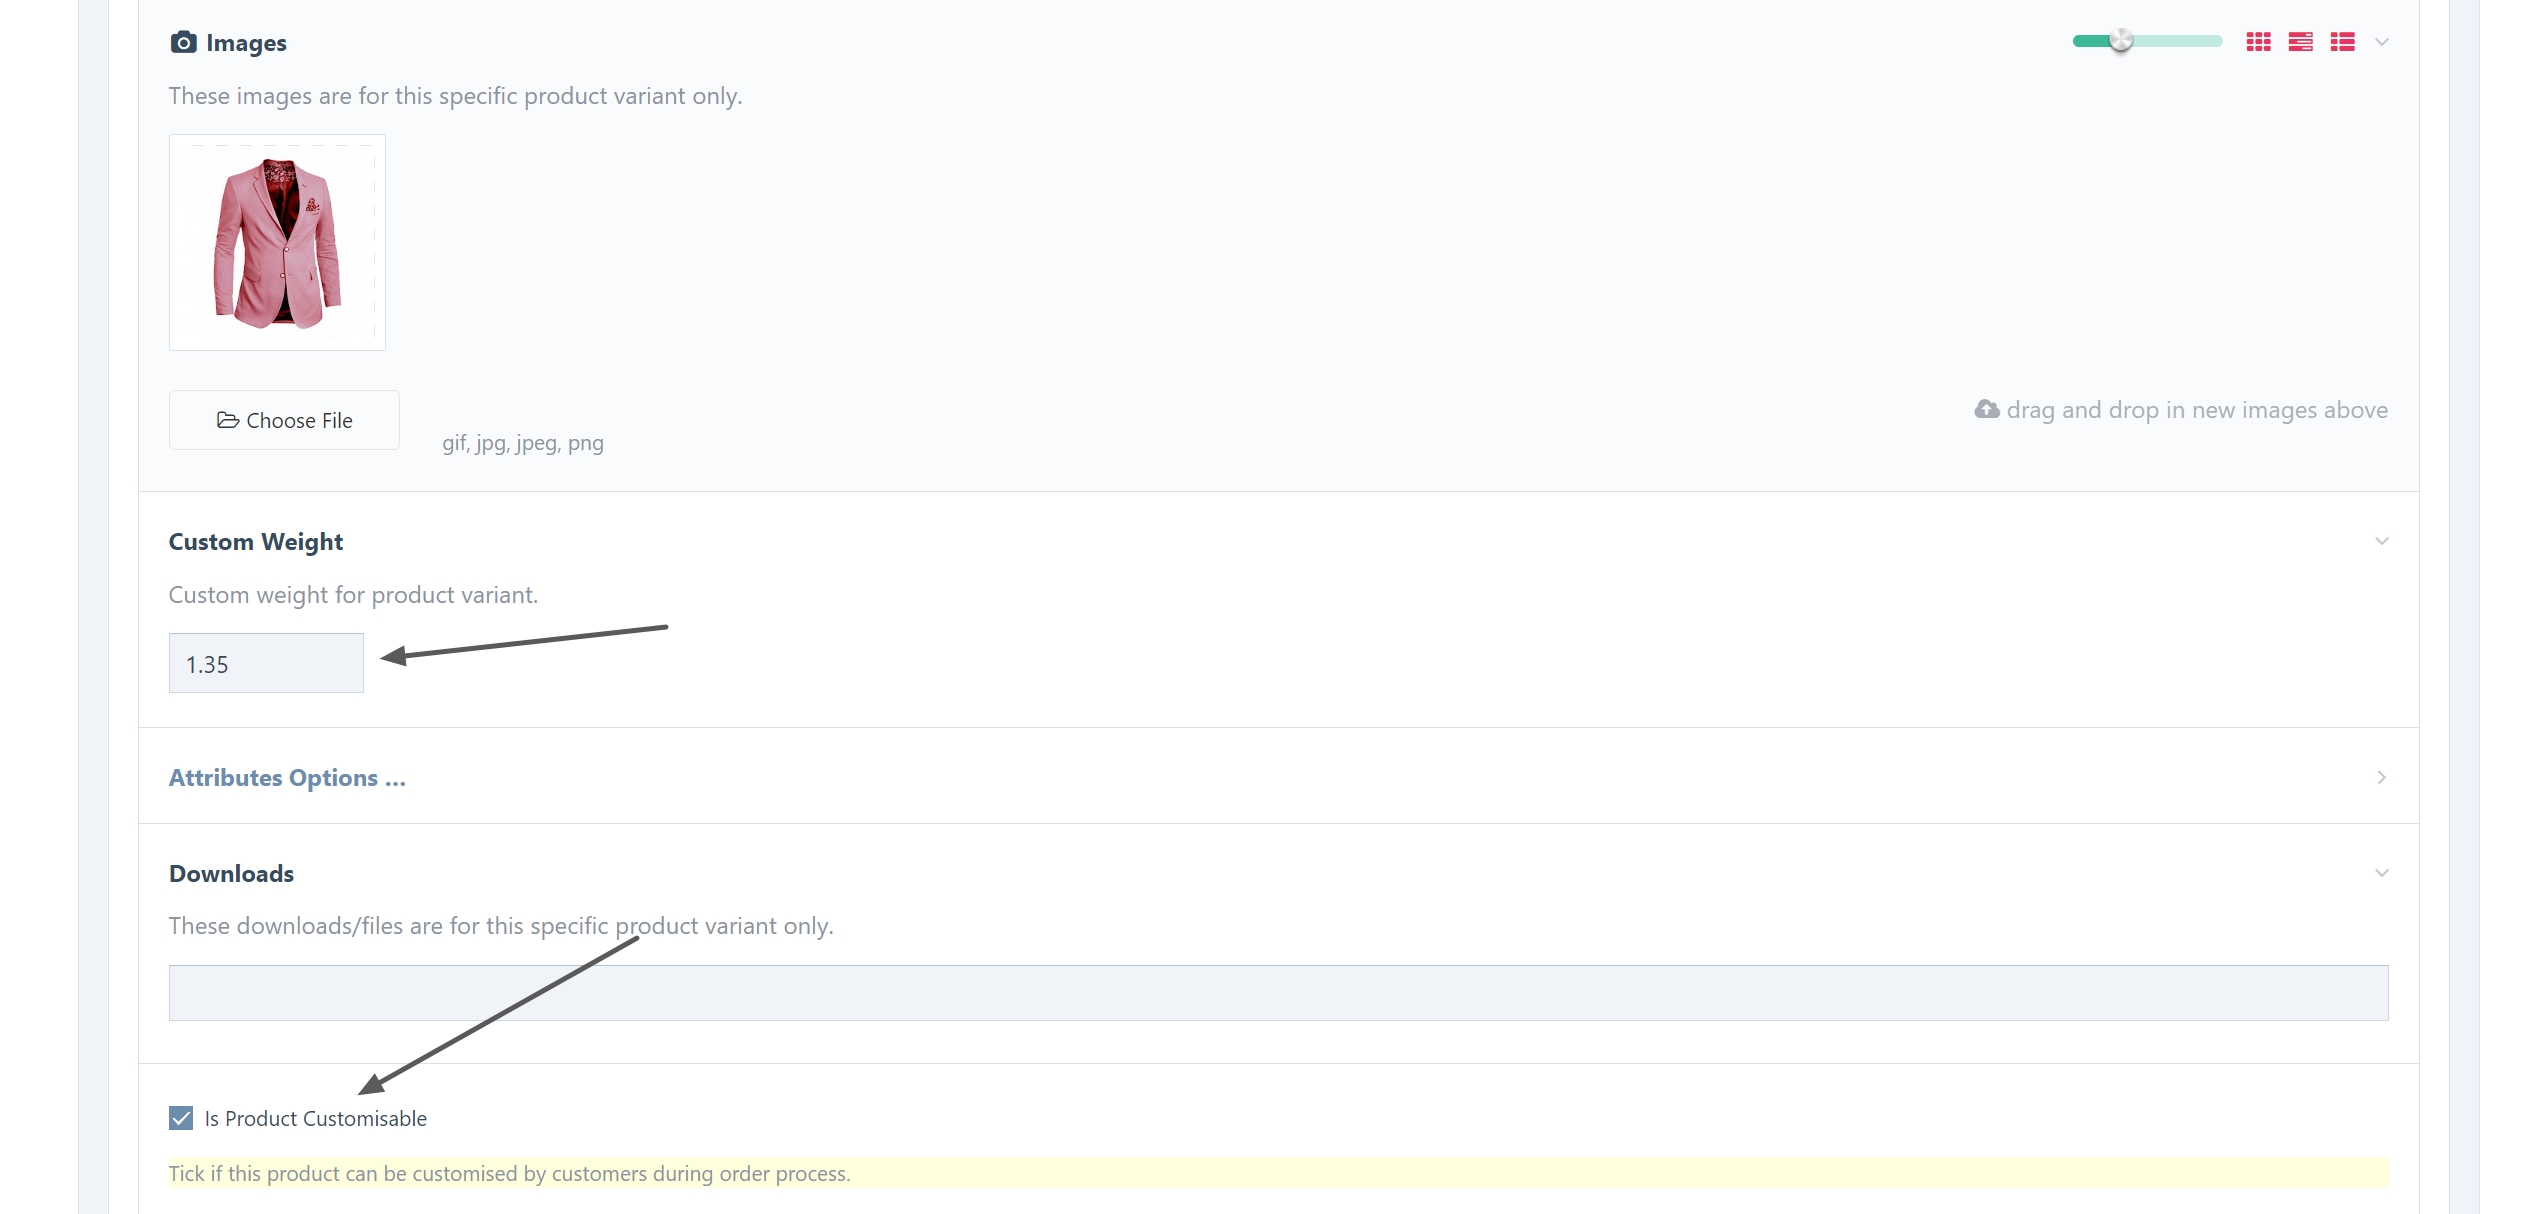 Images
These images are for this specific product variant only.
Choose File
gif, jpg, jpeg, png
drag and drop in new images above
Custom Weight
Custom weight for product variant.
1.35
Attributes Options ...
Downloads
These downloads/files are for this specific product variant only.
Is Product Customisable
Tick if this product can be customised by customers during order process.